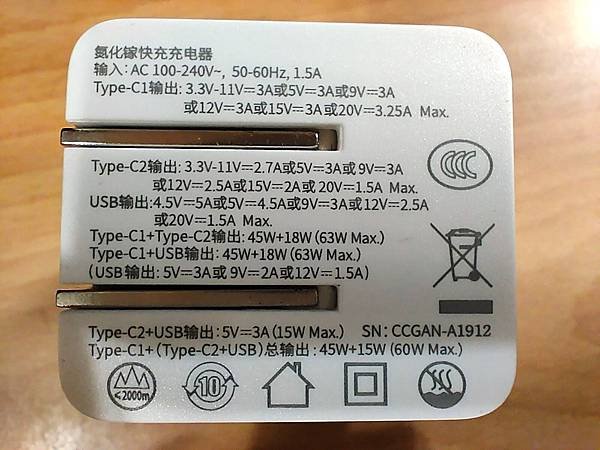 氮化镓快充充电器
输入: AC 100-240V~, 50-60Hz, 1.5A
Type-C1输出: 3.3V-11V⎓3A或5V⎓3A或9V⎓3A
或12V⎓3A或15V⎓3A或20V⎓3.25A Max.
Type-C2输出: 3.3V-11V⎓2.7A或5V⎓3A或9V⎓3A
或12V⎓2.5A或15V⎓2A或20V⎓1.5A Max.
USB输出: 4.5V⎓5A或5V⎓4.5A或9V⎓3A或12V⎓2.5A
或20V⎓1.5A Max.
Type-C1+Type-C2输出: 45W+18W (63W Max.)
Type-C1+USB输出: 45W+18W (63W Max.)
(USB输出: 5V⎓3A或9V⎓2A或12V⎓1.5A)
Type-C2+USB输出: 5V⎓3A (15W Max.) SN: CCGAN-A1912
Type-C1+(Type-C2+USB)总输出: 45W+15W (60W Max.)
CCC
≤2000m
10